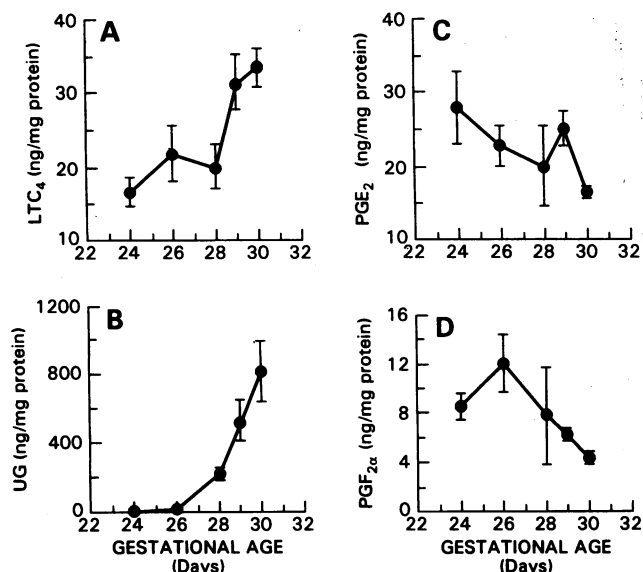 A
LTC4 (ng/mg protein)
40
30
20
10
22 24 26 28 30 32
C
PGE2 (ng/mg protein)
40
30
20
10
22 24 26 28 30 32
B
UG (ng/mg protein)
1200
800
400
0
22 24 26 28 30 32
GESTATIONAL AGE
(Days)
D
PGF2α (ng/mg protein)
16
12
8
4
0
22 24 26 28 30 32
GESTATIONAL AGE
(Days)